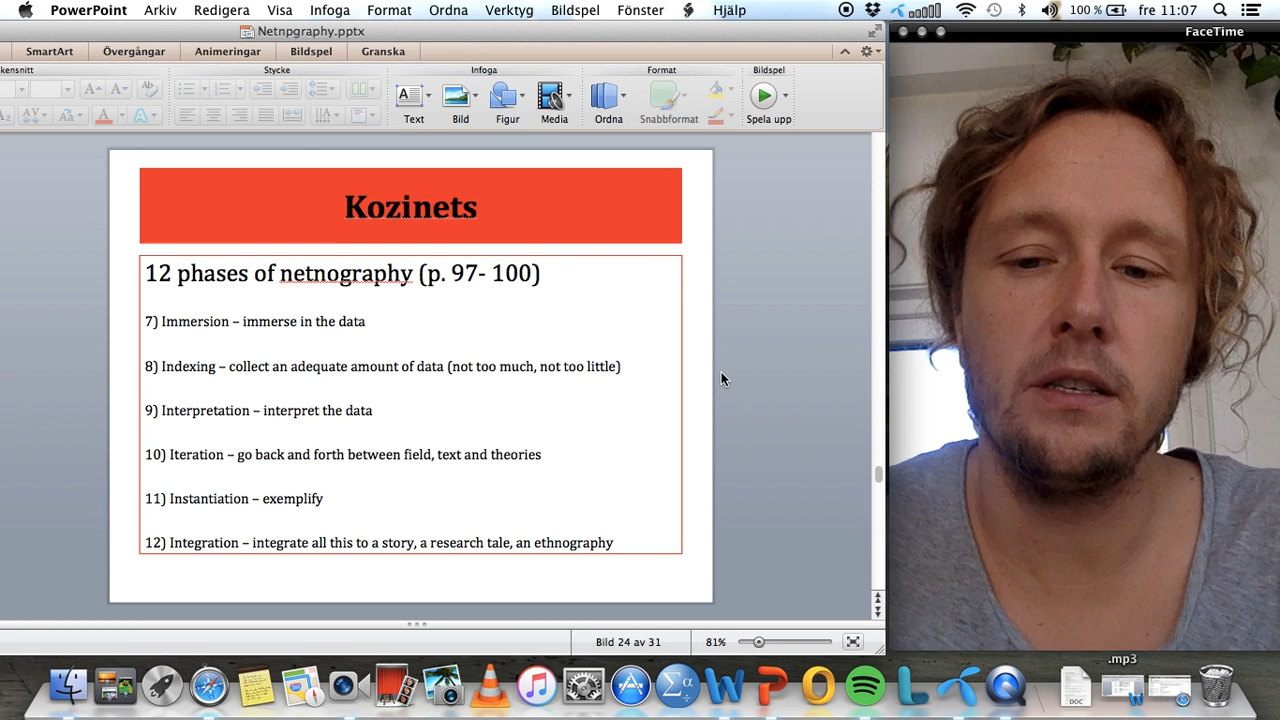 PowerPoint Arkiv Redigera Visa Infoga Format Ordna Verktyg Bildspel Fönster Hjälp 100 % fre 11:07
Netnpgraphy.pptx
FaceTime
SmartArt Övergångar Animeringar Bildspel Granska
Stycke Infoga Format Bildspel
Text Bild Figur Media Ordna Snabbformat Spela upp
Kozinets
12 phases of netnography (p. 97- 100)
7) Immersion – immerse in the data
8) Indexing – collect an adequate amount of data (not too much, not too little)
9) Interpretation – interpret the data
10) Iteration – go back and forth between field, text and theories
11) Instantiation – exemplify
12) Integration – integrate all this to a story, a research tale, an ethnography
Bild 24 av 31 81%
.mp3
DOC